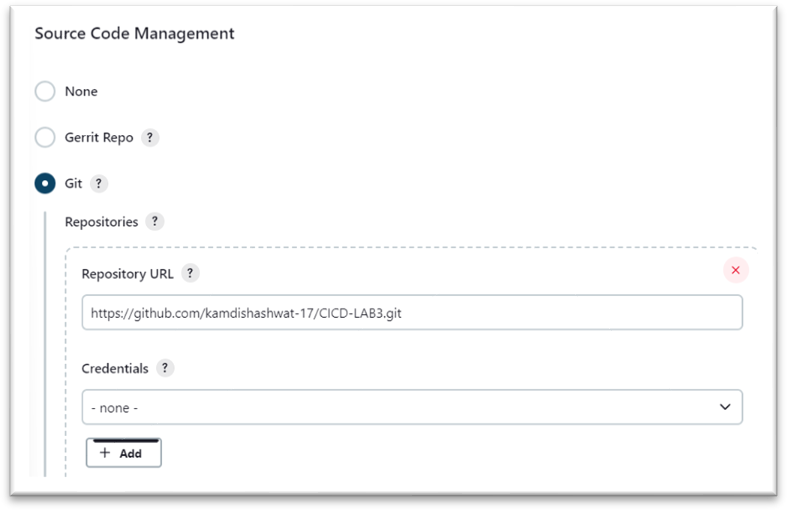 Source Code Management
None
Gerrit Repo ?
Git ?
Repositories ?
Repository URL ?
https://github.com/kamdishashwat-17/CICD-LAB3.git
Credentials ?
- none -
+ Add